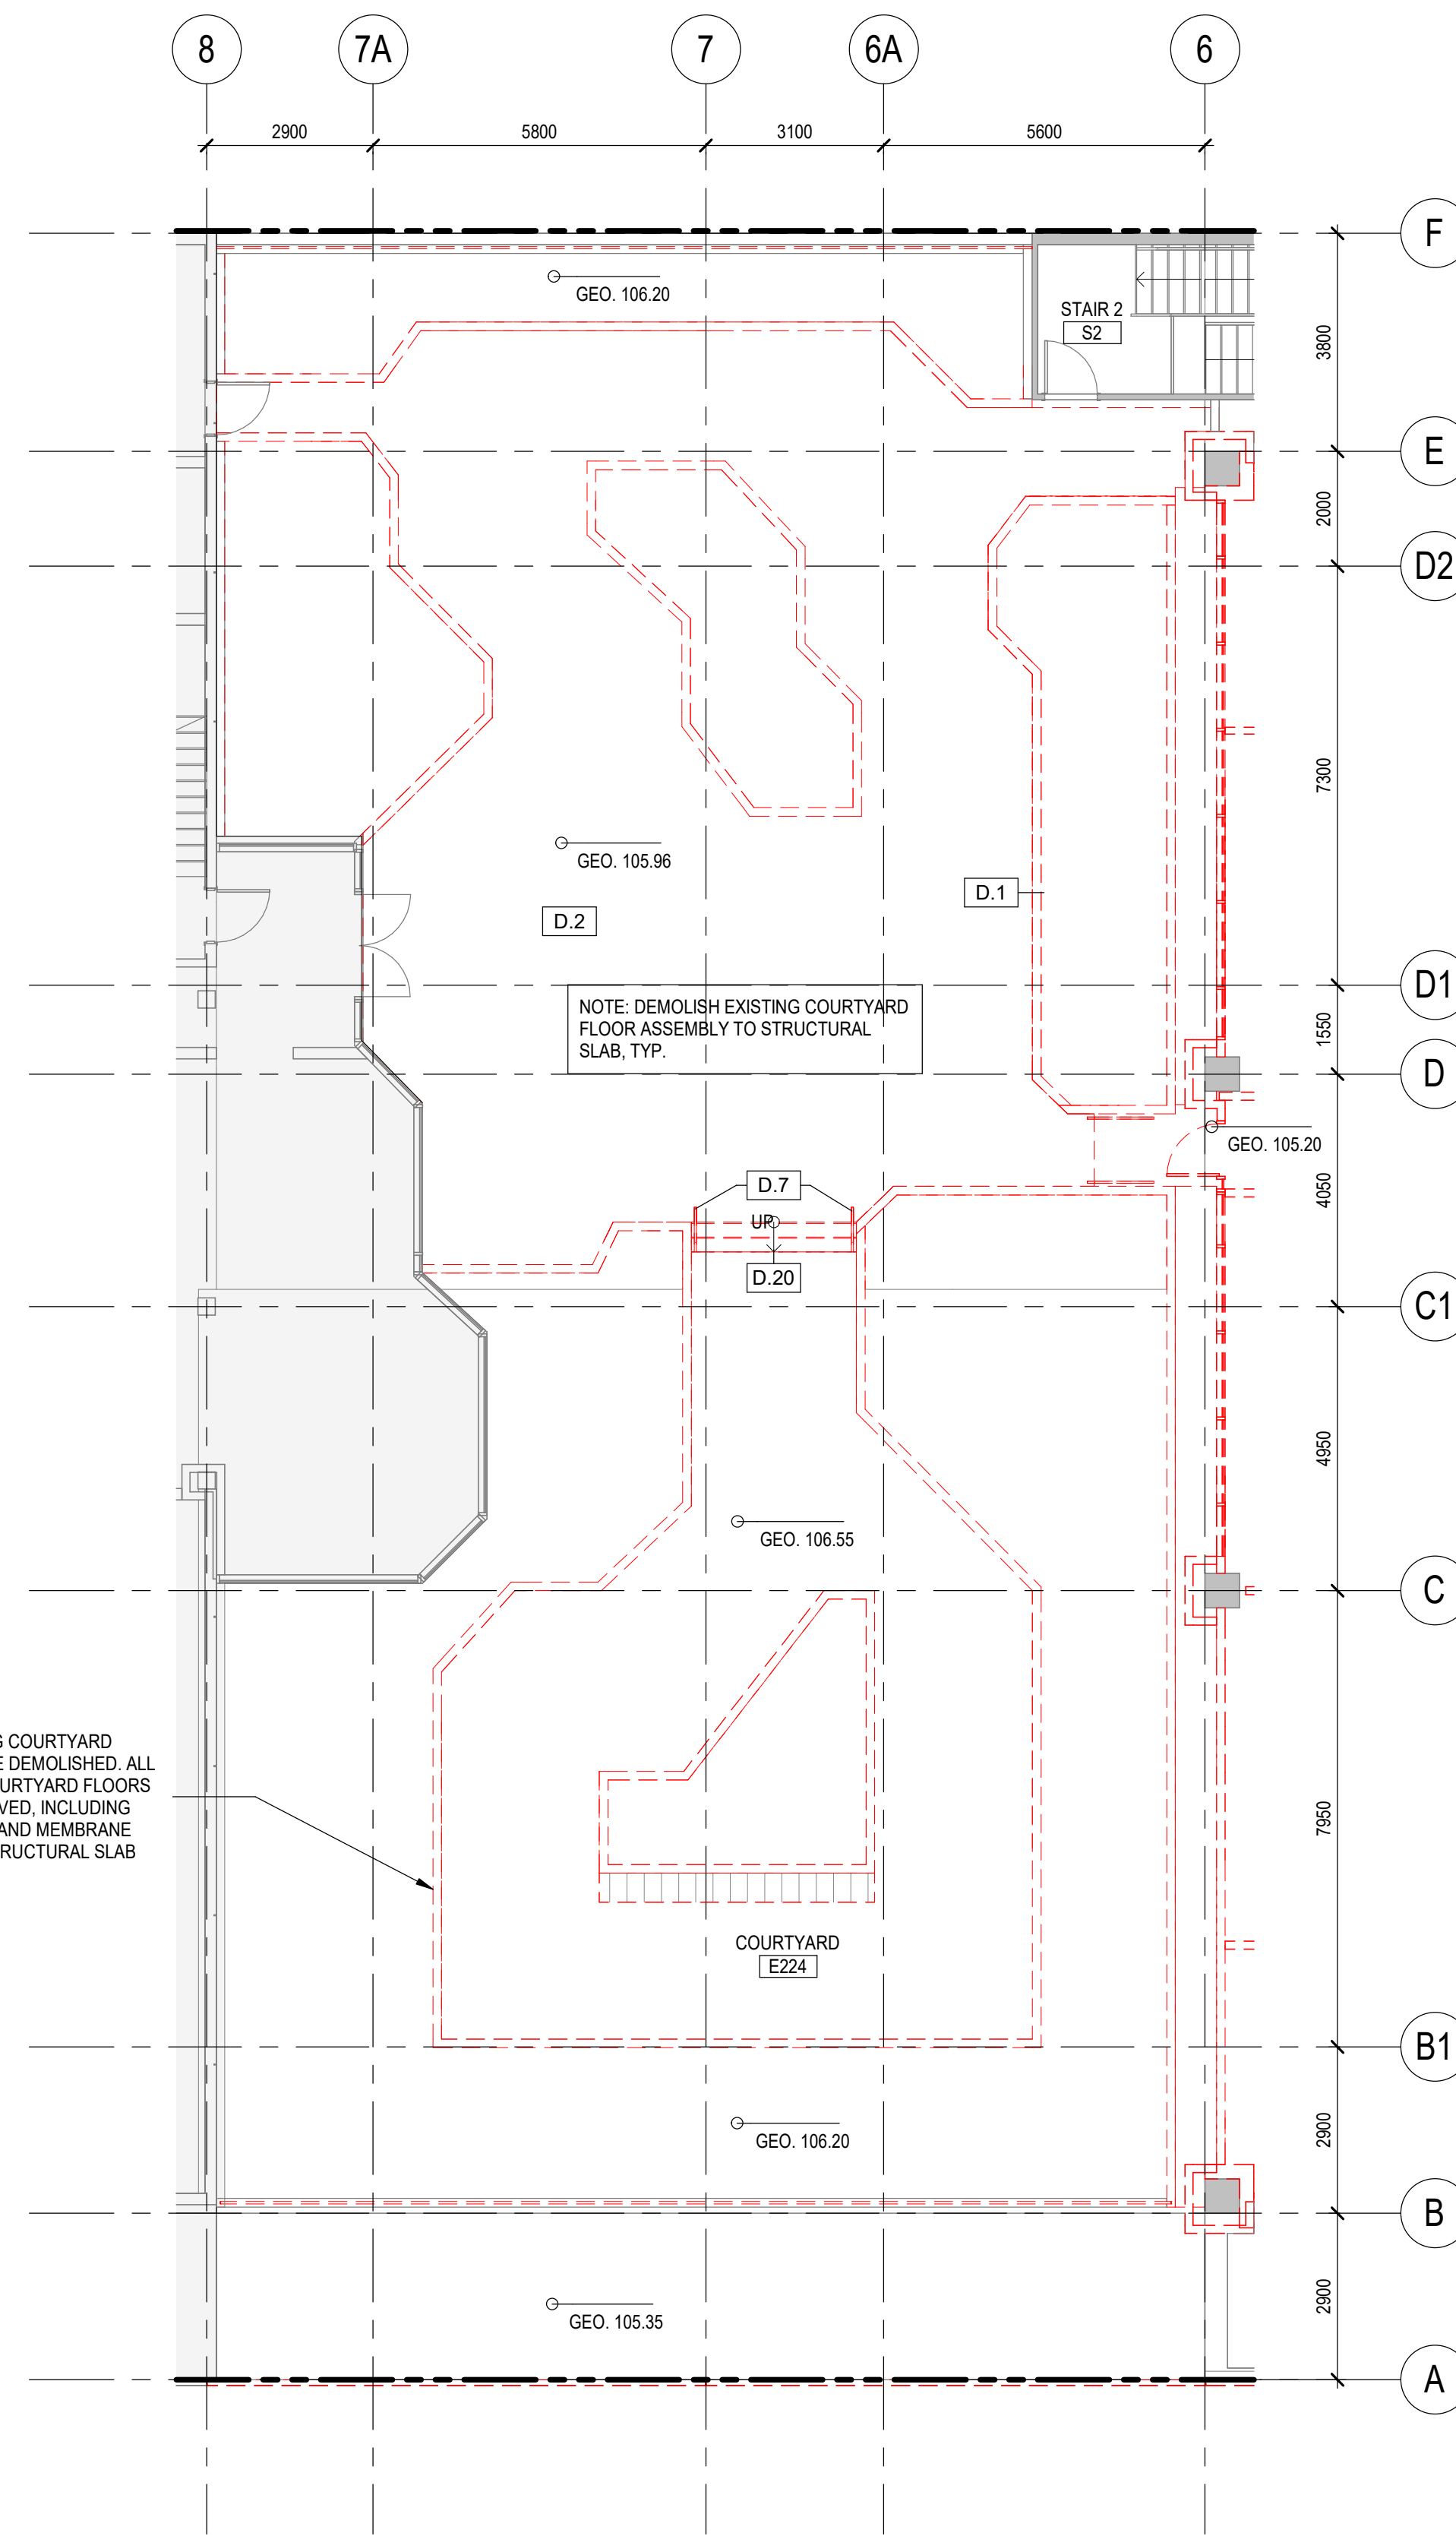 8
7A
7
6A
6
2900
5800
3100
5600
F
GEO. 106.20
STAIR 2
S2
3800
E
2000
D2
7300
GEO. 105.96
D.1
D.2
D1
NOTE: DEMOLISH EXISTING COURTYARD
FLOOR ASSEMBLY TO STRUCTURAL
SLAB, TYP.
1550
D
GEO. 105.20
D.7
4050
UP
D.20
C1
4950
GEO. 106.55
C
G COURTYARD
E DEMOLISHED. ALL
URTYARD FLOORS
VED, INCLUDING
AND MEMBRANE
RUCTURAL SLAB
7950
COURTYARD
E224
B1
GEO. 106.20
2900
B
2900
GEO. 105.35
A